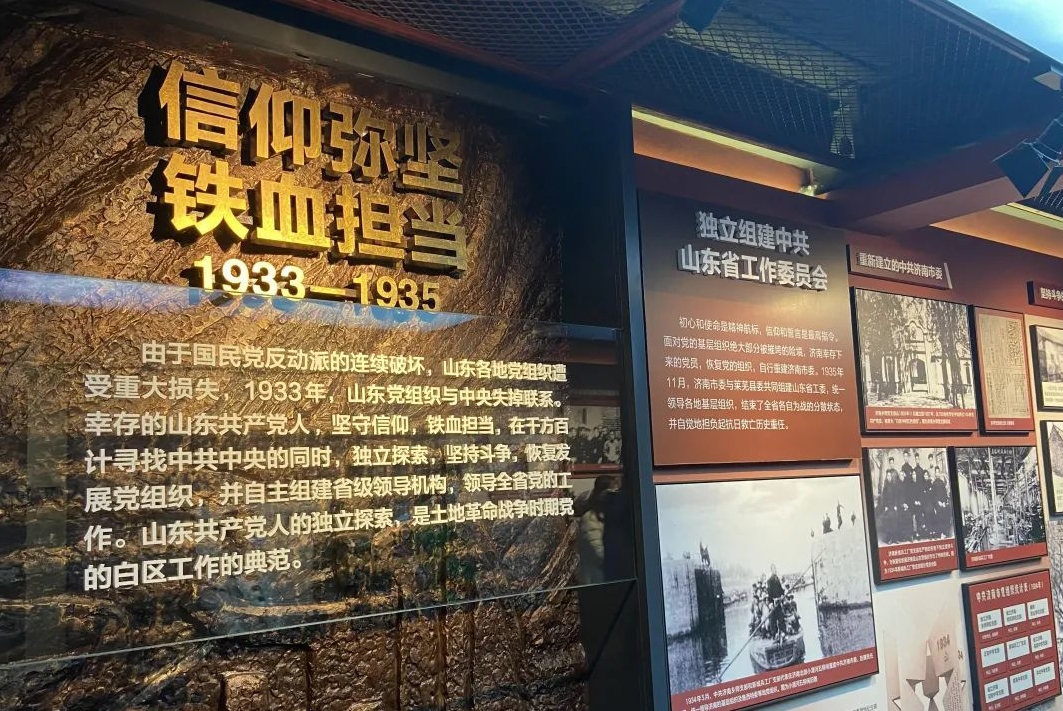 信仰弥坚
铁血担当
1933—1935
由于国民党反动派的连续破坏，山东各地党组织遭
受重大损失，1933年，山东党组织与中央失掉联系。
幸存的山东共产党人，坚守信仰，铁血担当，在千方百
计寻找中共中央的同时，独立探索，坚持斗争，恢复发
展党组织，并自主组建省级领导机构，领导全省党的工
作。山东共产党人的独立探索，是土地革命战争时期党
的白区工作的典范。
独立组建中共
山东省工作委员会
初心和使命是精神航标，信仰和誓言是最高指令。
面对党的基层组织绝大部分被摧垮的险境，济南幸存下
来的党员，恢复党的组织，自行重建济南市委。1935年
11月，济南市委与莱芜县委共同组建山东省工委，统一
领导各地基层组织，结束了全省各自为战的分散状态，
并自觉地担负起抗日救亡历史重任。
重新建立的中共济南市委
1934